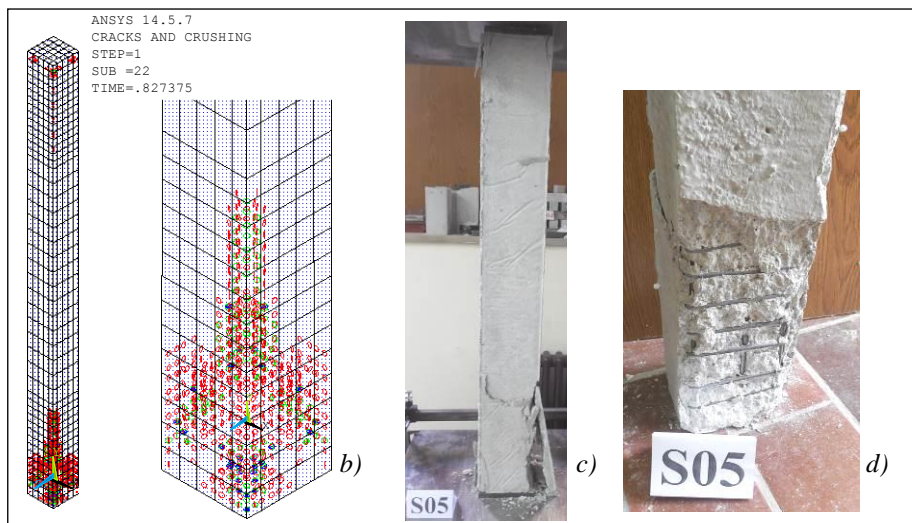 ANSYS 14.5.7
CRACKS AND CRUSHING
STEP=1
SUB =22
TIME=.827375
b)
c)
d)
S05
S05